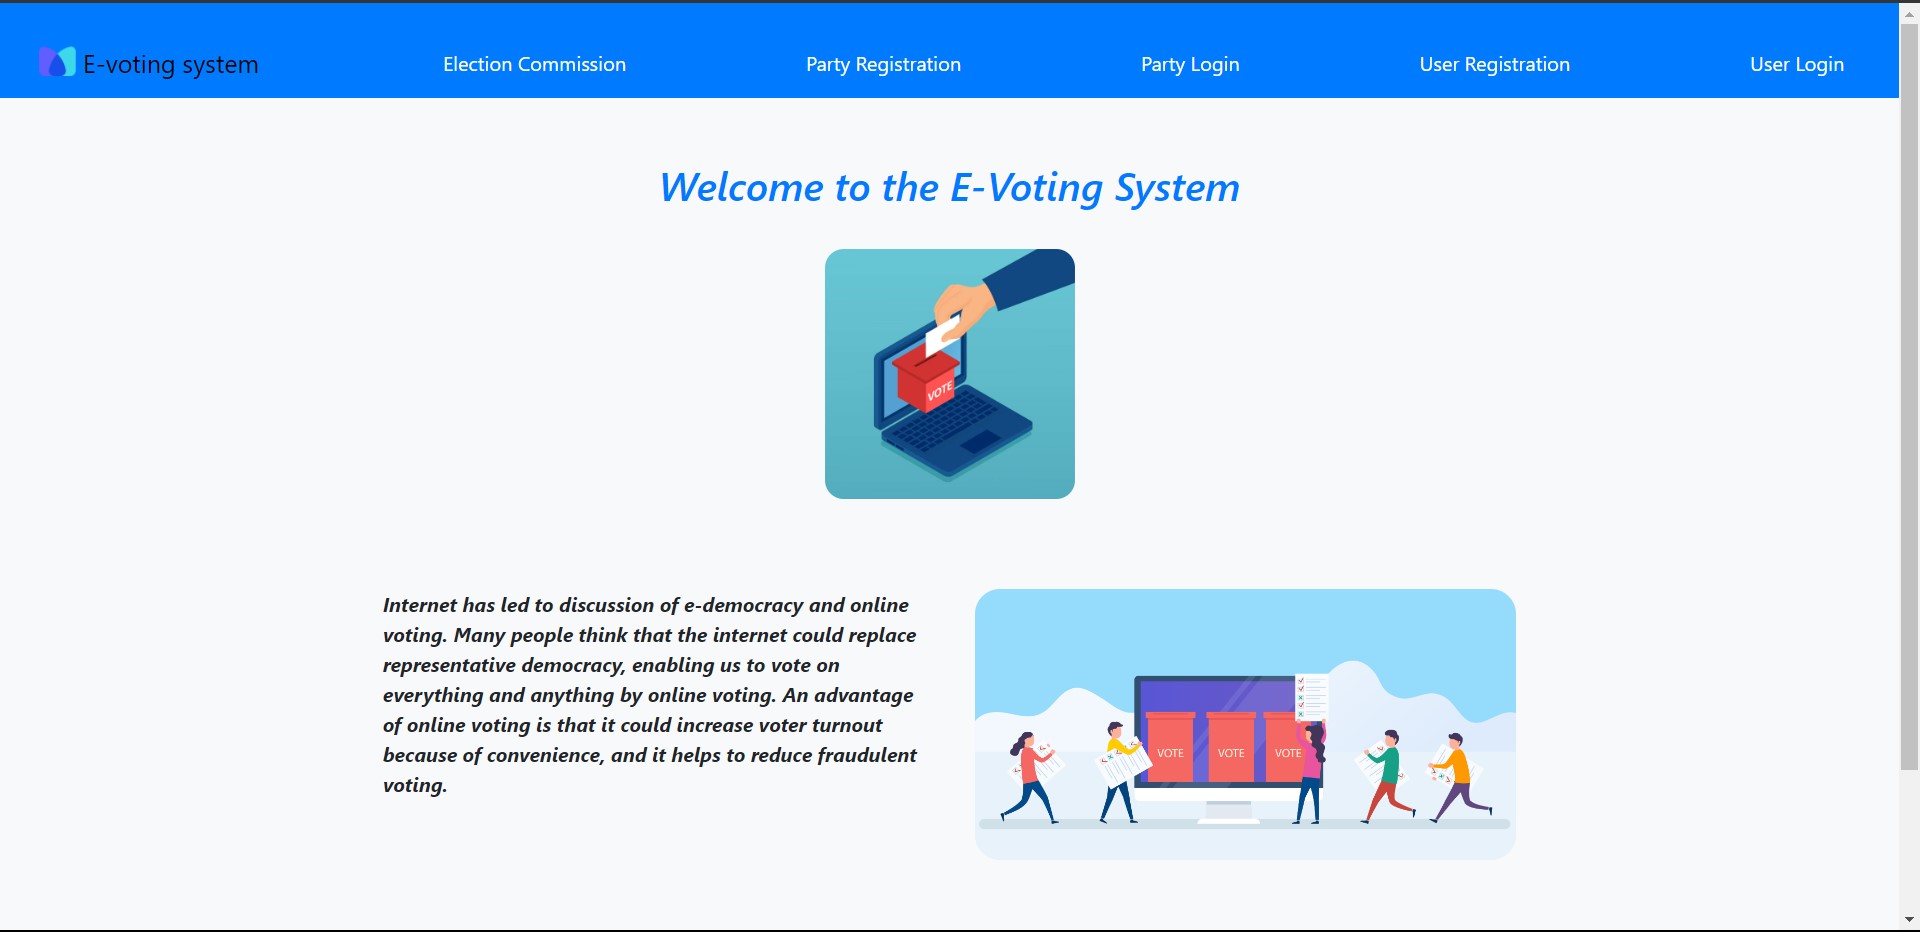 E-voting system
Election Commission
Party Registration
Party Login
User Registration
User Login
Welcome to the E-Voting System
VOTE
Internet has led to discussion of e-democracy and online
voting. Many people think that the internet could replace
representative democracy, enabling us to vote on
everything and anything by online voting. An advantage
of online voting is that it could increase voter turnout
because of convenience, and it helps to reduce fraudulent
voting.
VOTE
VOTE
VOTE